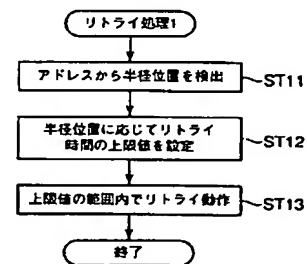 リトライ処理1
アドレスから半径位置を検出
ST11
半径位置に応じてリトライ
時間の上限値を設定
ST12
上限値の範囲内でリトライ動作
ST13
終了